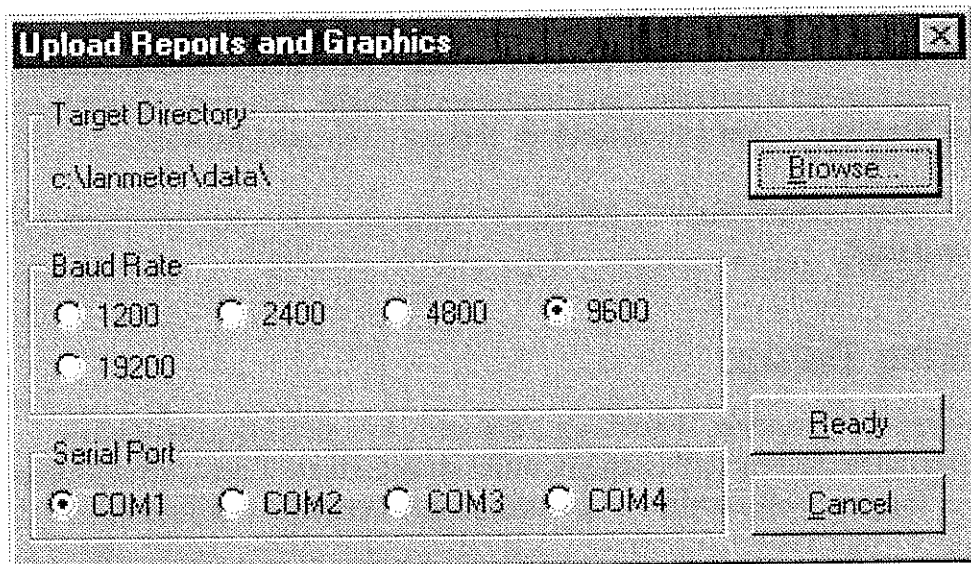 Upload Reports and Graphics
Target Directory
c:\lanmeter\data\
Browse...
Baud Rate
1200 2400 4800 9600
19200
Ready
Serial Port
COM1 COM2 COM3 COM4
Cancel